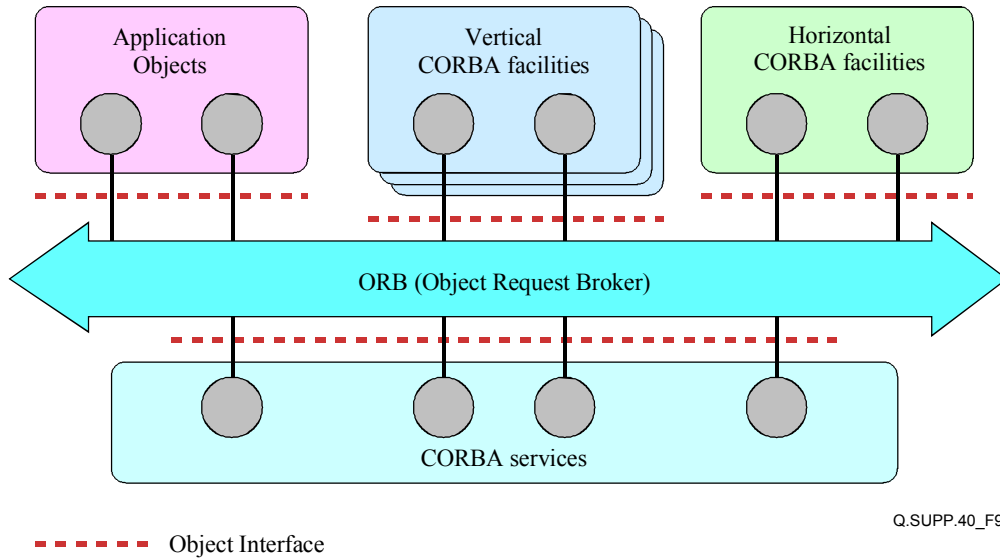 Application
Objects
Vertical
CORBA facilities
Horizontal
CORBA facilities
ORB (Object Request Broker)
CORBA services
Q.SUPP.40_F9
Object Interface